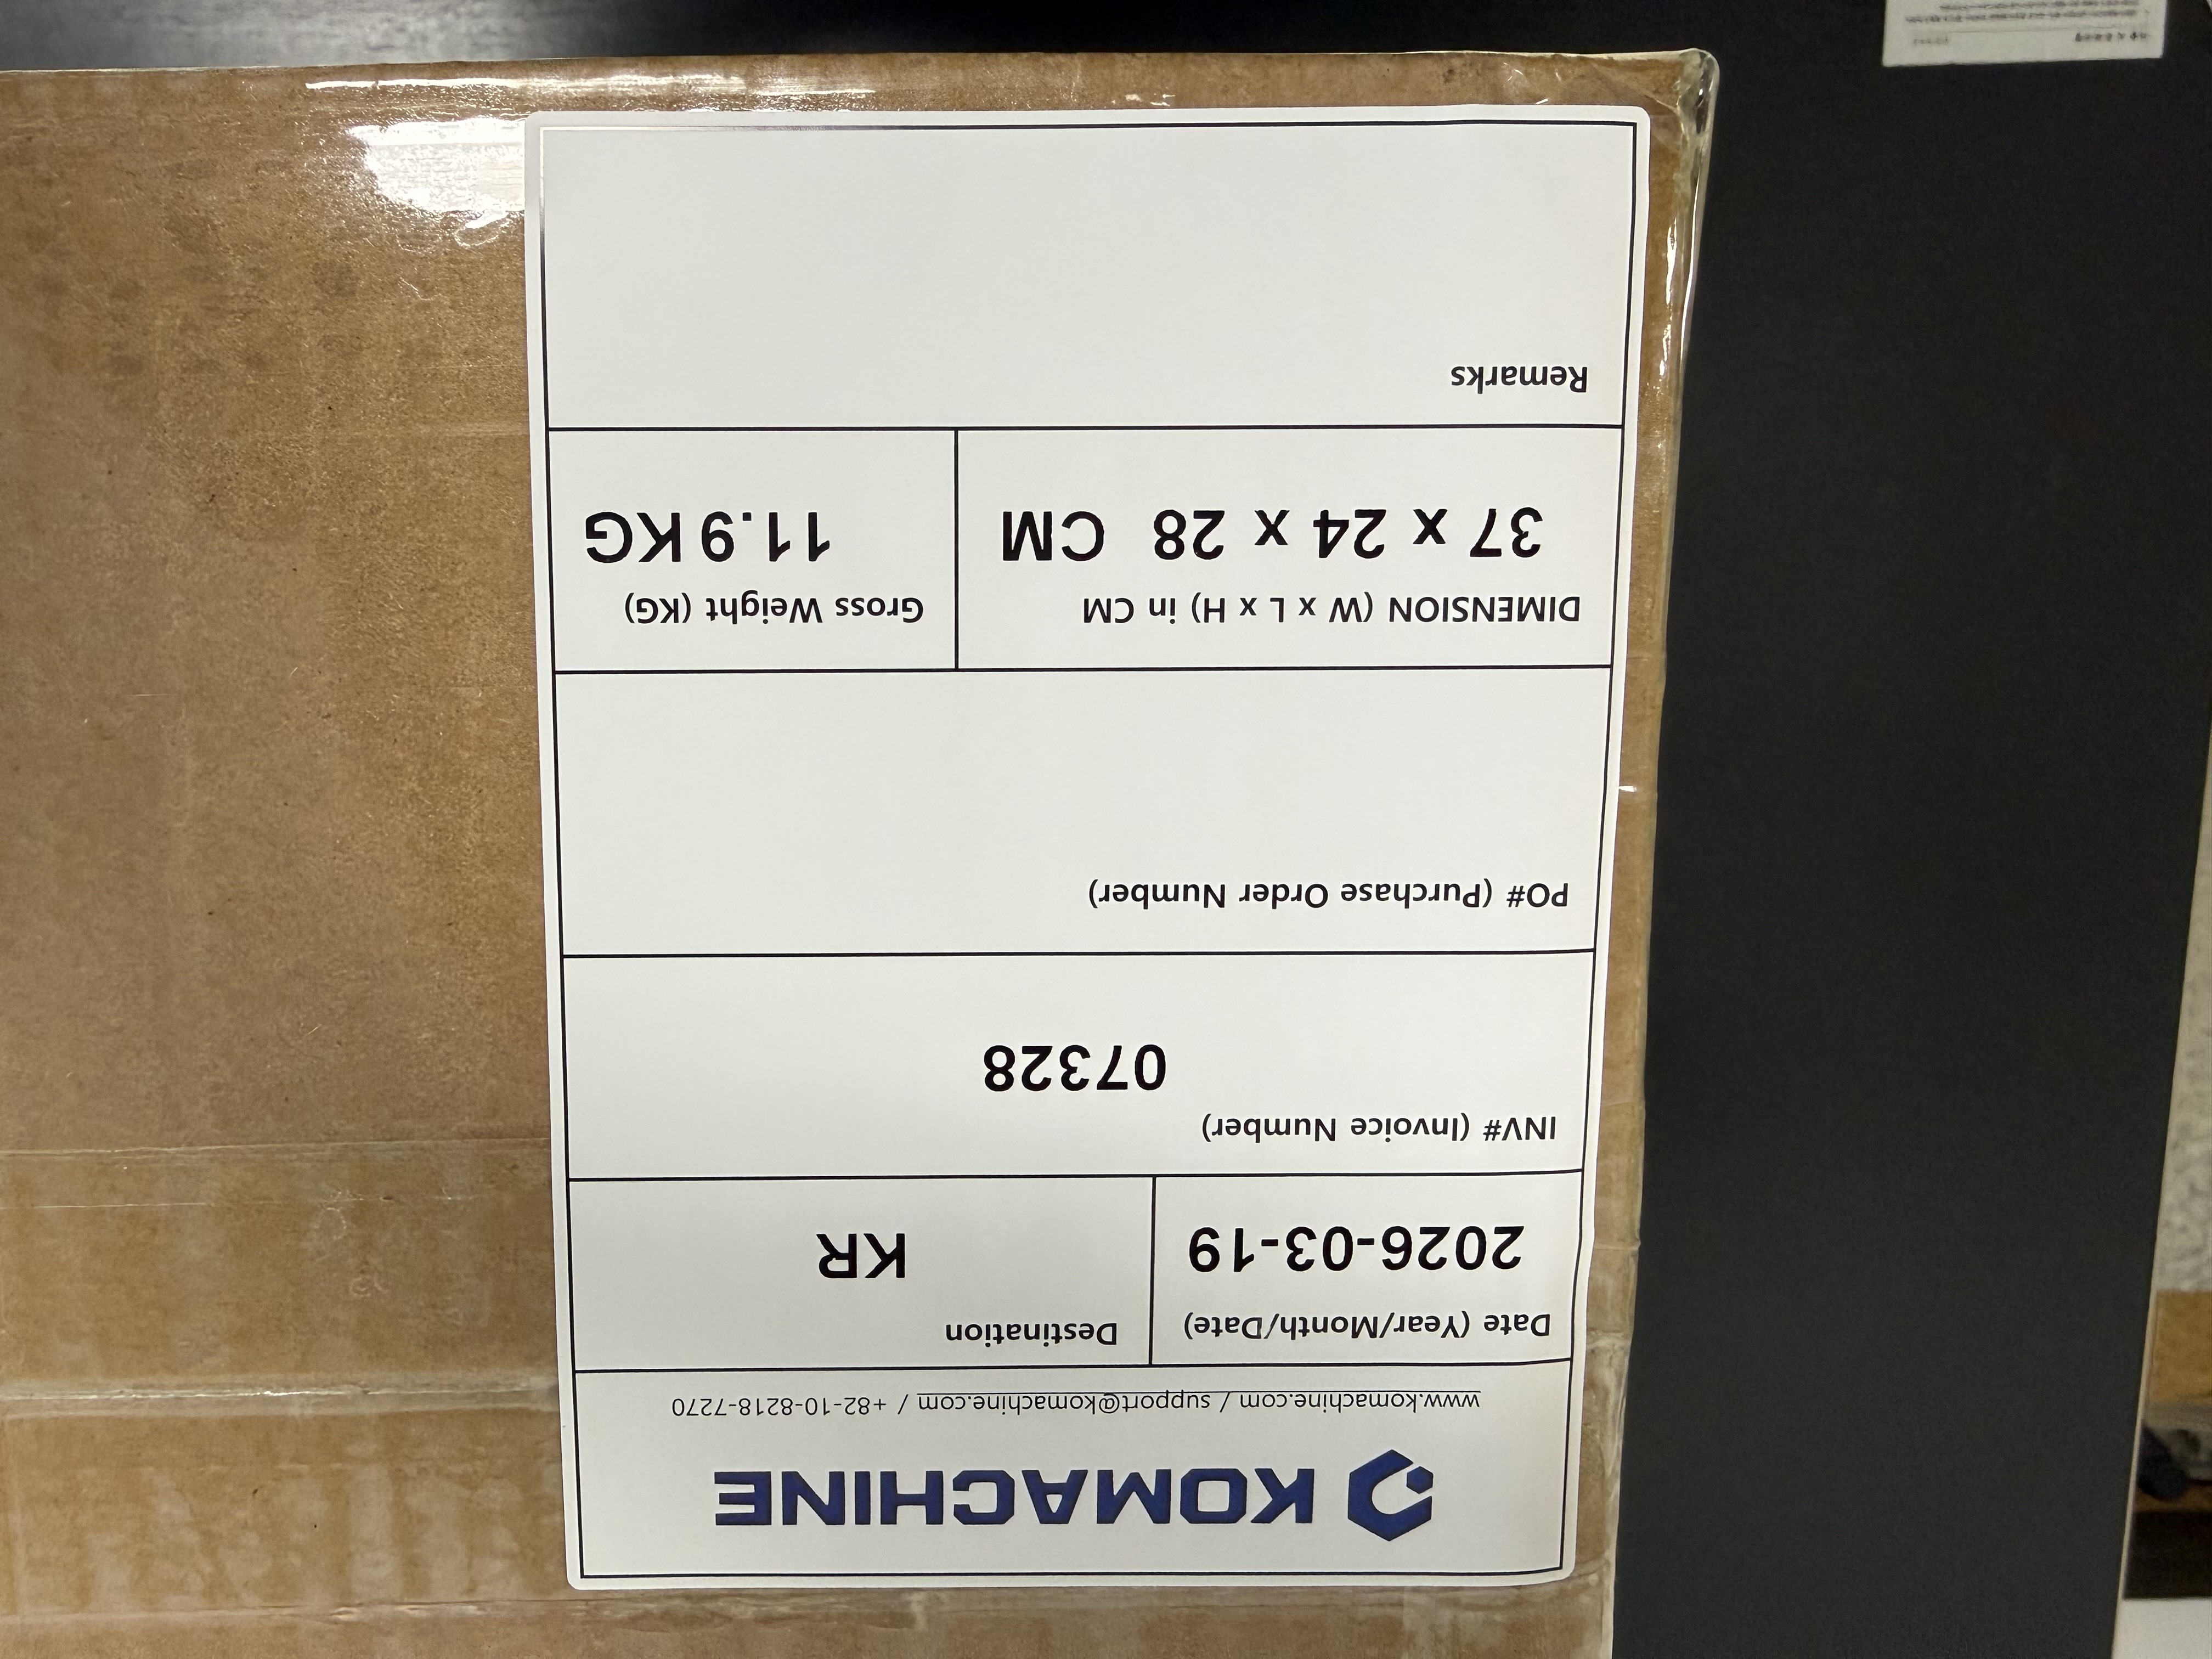 KOMACHINE
www.komachine.com / support@komachine.com / +82-10-8218-7270
Date (Year/Month/Date)
2026-03-19
Destination
KR
INV# (Invoice Number)
07328
PO# (Purchase Order Number)
DIMENSION (W x L x H) in CM
37 x 24 x 28 CM
Gross Weight (KG)
11.9 KG
Remarks